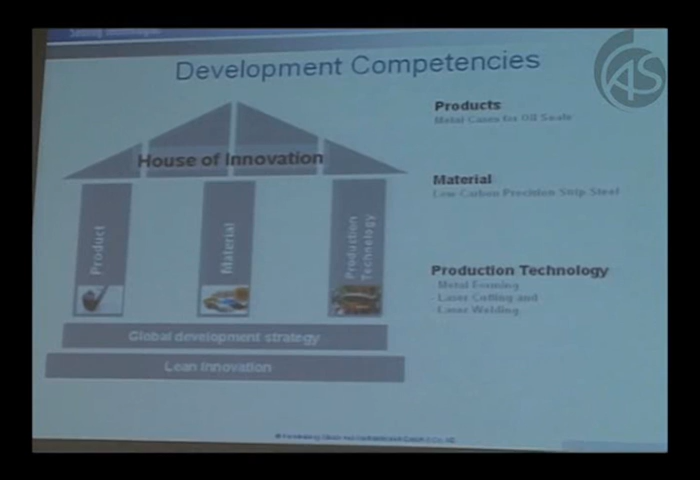 Development Competencies
House of Innovation
Product
Material
Production
Technology
Global development strategy
Lean Innovation
Products
Metal Cases for Oil Seals
Material
Low Carbon Precision Strip Steel
Production Technology
- Metal Forming
- Laser Cutting and
- Laser Welding